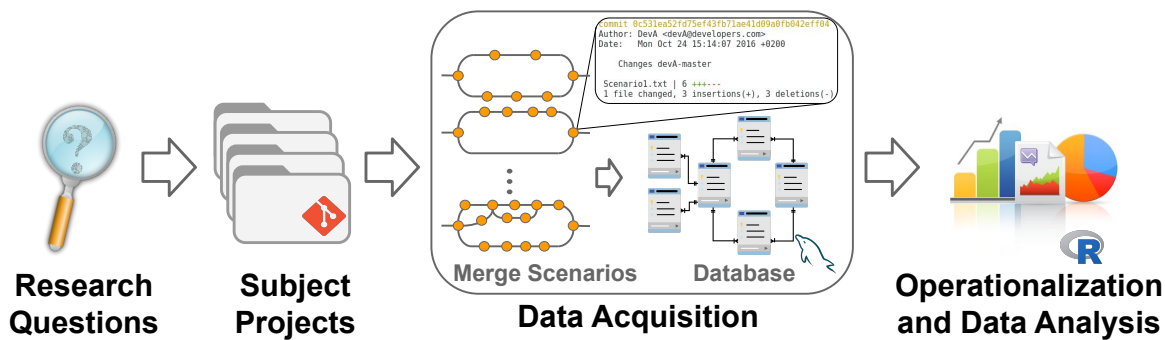 commit 0c531ea52fd75ef43fb71ae41d09a0fb042eff04
Author: DevA <devA@developers.com>
Date: Mon Oct 24 15:14:07 2016 +0200
Changes devA-master
Scenario1.txt | 6 +++---
1 file changed, 3 insertions(+), 3 deletions(-)
?
Merge Scenarios
Database
R
Research
Questions
Subject
Projects
Data Acquisition
Operationalization
and Data Analysis